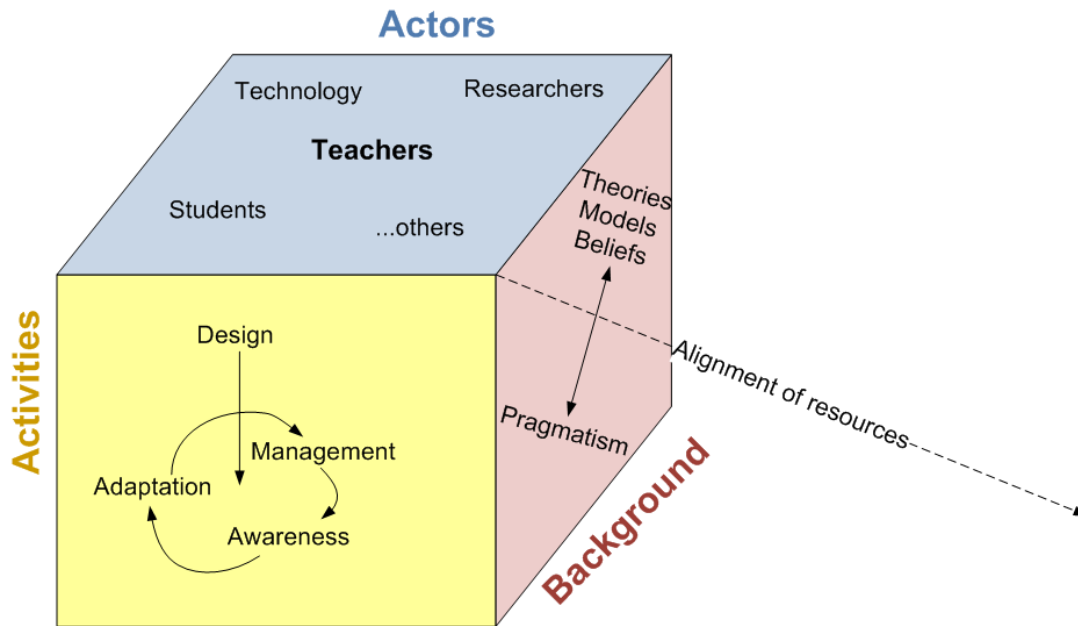 Actors
Technology
Researchers
Teachers
Students
...others
Theories
Models
Beliefs
Activities
Design
Management
Adaptation
Awareness
Pragmatism
Alignment of resources
Background